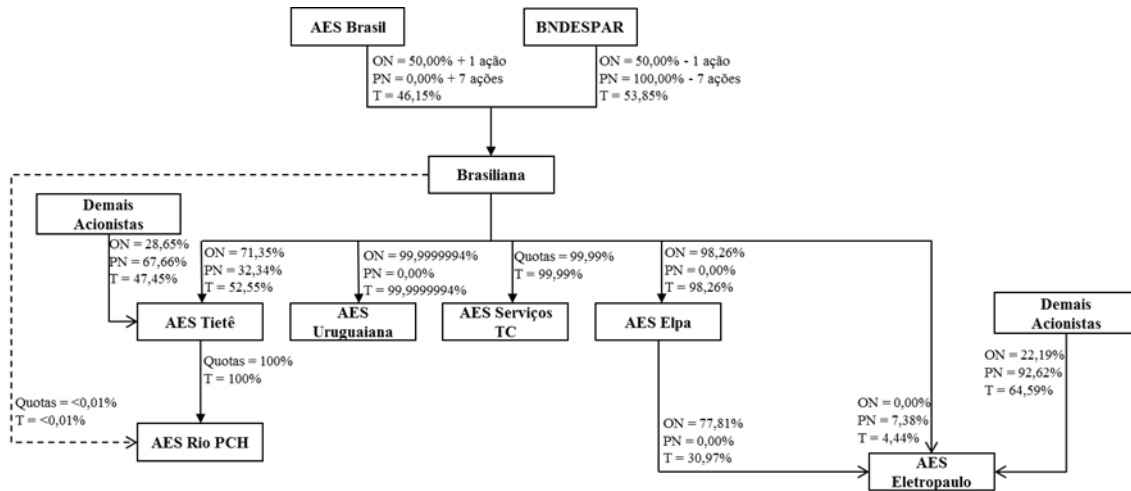 AES Brasil
BNDESPAR
ON = 50,00% + 1 ação
PN = 0,00% + 7 ações
T = 46,15%
ON = 50,00% - 1 ação
PN = 100,00% - 7 ações
T = 53,85%
Brasiliana
Demais
Acionistas
ON = 28,65%
PN = 67,66%
T = 47,45%
ON = 71,35%
PN = 32,34%
T = 52,55%
ON = 99,9999994%
PN = 0,00%
T = 99,9999994%
Quotas = 99,99%
T = 99,99%
ON = 98,26%
PN = 0,00%
T = 98,26%
AES Tietê
AES
Uruguaiana
AES Serviços
TC
AES Elpa
Demais
Acionistas
Quotas = 100%
T = 100%
ON = 22,19%
PN = 92,62%
T = 64,59%
Quotas = <0,01%
T = <0,01%
AES Rio PCH
ON = 77,81%
PN = 0,00%
T = 30,97%
ON = 0,00%
PN = 7,38%
T = 4,44%
AES
Eletropaulo